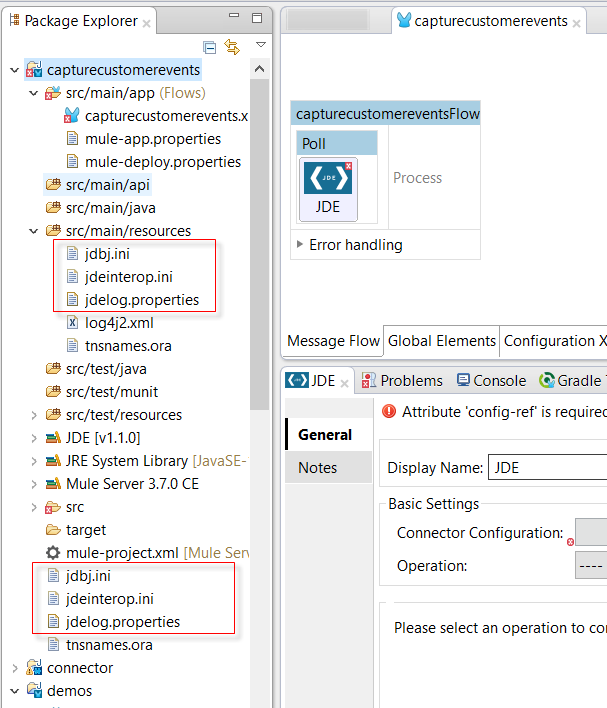 Package Explorer
capturecustomerevents
src/main/app (Flows)
capturecustomerevents.x
mule-app.properties
mule-deploy.properties
src/main/api
src/main/java
src/main/resources
jdbj.ini
jdeinterop.ini
jdelog.properties
log4j2.xml
tnsnames.ora
src/test/java
src/test/munit
src/test/resources
JDE [v1.1.0]
JRE System Library [JavaSE-
Mule Server 3.7.0 CE
src
target
mule-project.xml [Mule Serv
jdbj.ini
jdeinterop.ini
jdelog.properties
tnsnames.ora
connector
demos
capturecustomerevents
capturecustomereventsFlow
Poll
JDE
JDE
Process
Error handling
Message Flow Global Elements Configuration X
JDE Problems Console Gradle T
General
Notes
Attribute 'config-ref' is required
Display Name: JDE
Basic Settings
Connector Configuration:
Operation: ----
Please select an operation to con